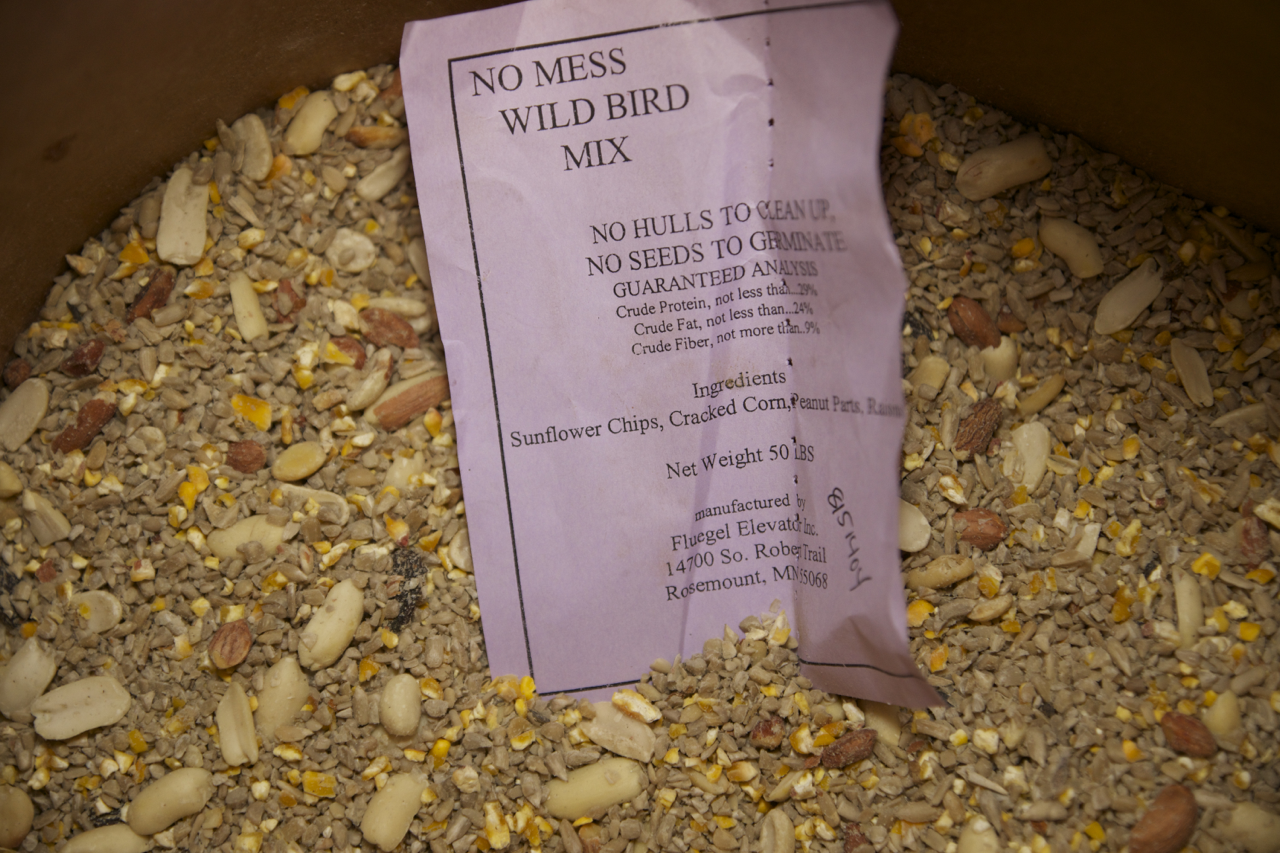 NO MESS
WILD BIRD
MIX
NO HULLS TO CLEAN UP,
NO SEEDS TO GERMINATE
GUARANTEED ANALYSIS
Crude Protein, not less than...29%
Crude Fat, not less than...24%
Crude Fiber, not more than..9%
Ingredients
Sunflower Chips, Cracked Corn, Peanut Parts,
Net Weight 50 LBS
manufactured by
Fluegel Elevator Inc.
14700 So. Robert Trail
Rosemount, MN 55068